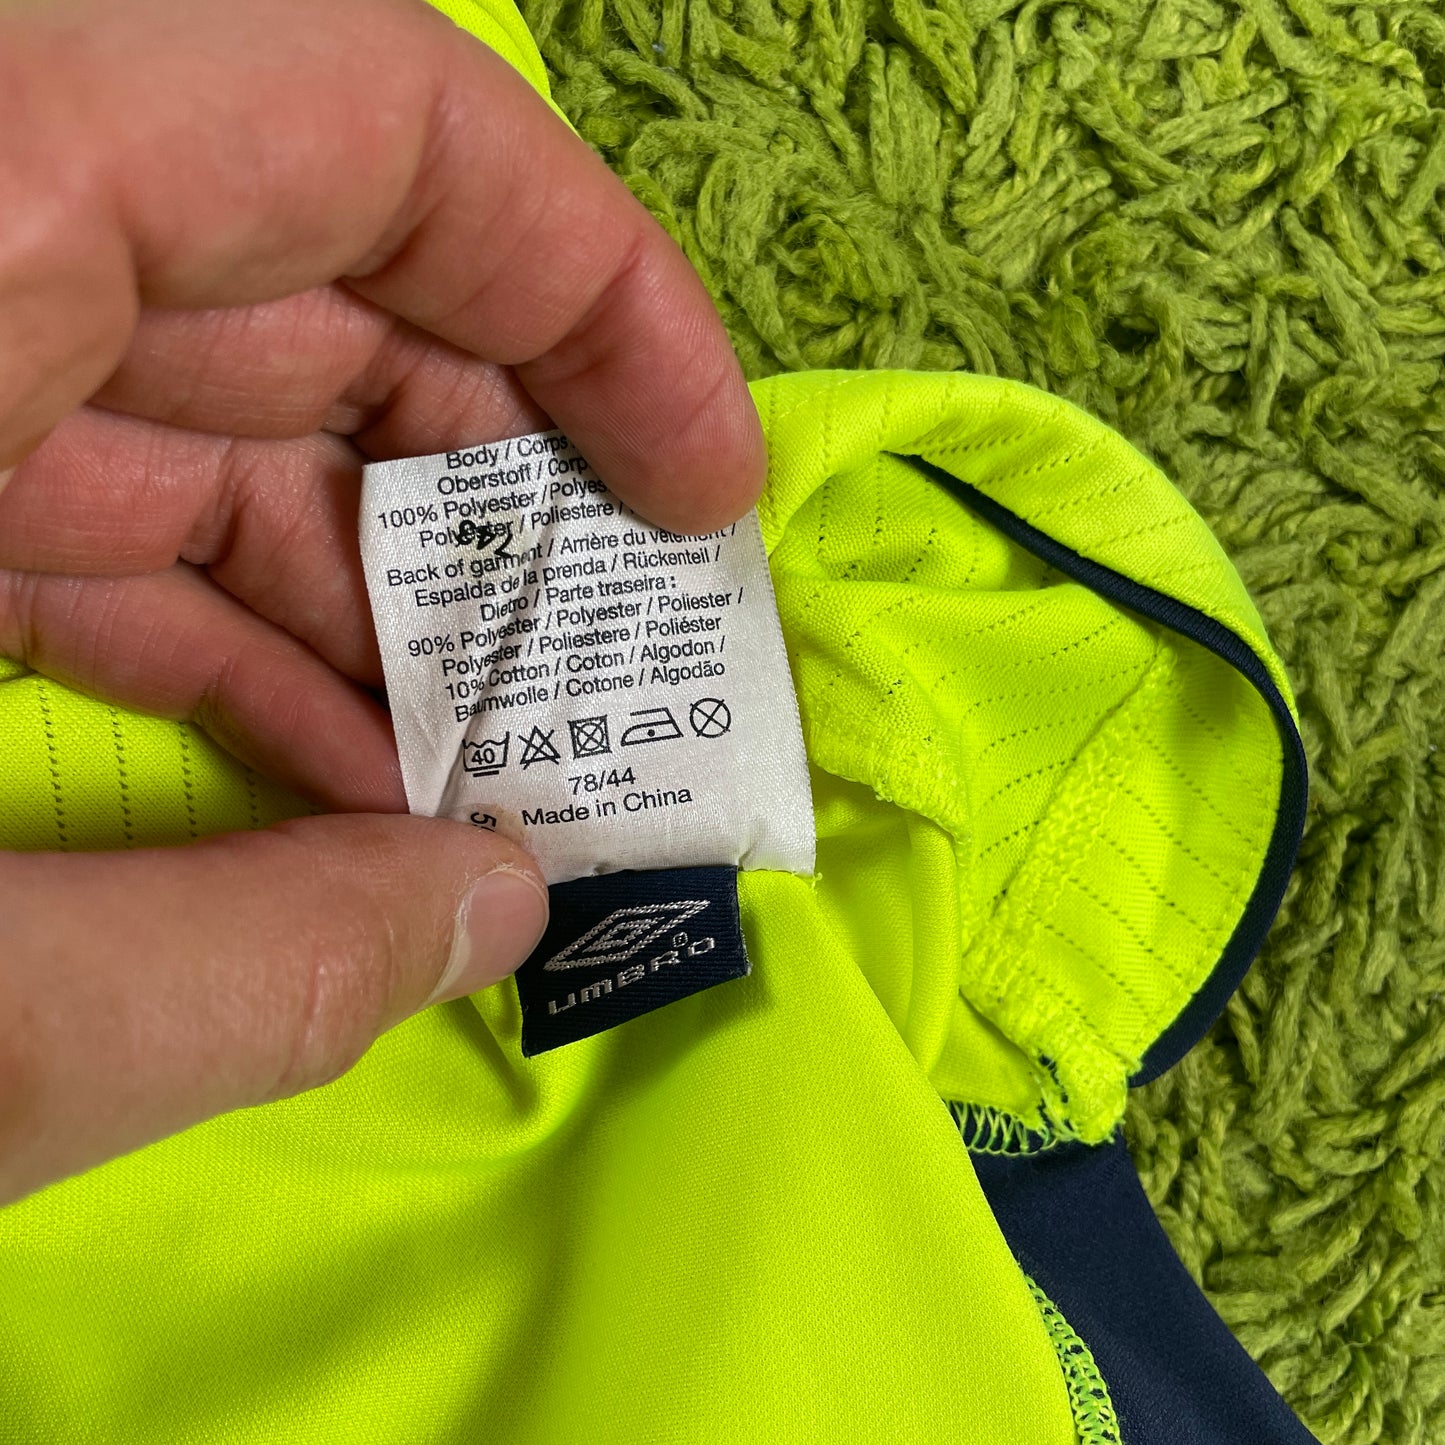 Body / Corps
Oberstoff / Corp
100% Polyester / Polyes
Polyester / Poliestere /
Back of garment / Arrière du vêtement /
Espalda de la prenda / Rückenteil /
Dietro / Parte traseira :
90% Polyester / Polyester / Poliester /
Polyester / Poliestere / Poliéster
10% Cotton / Coton / Algodon /
Baumwolle / Cotone / Algodão
40
78/44
Made in China
UMBRO®